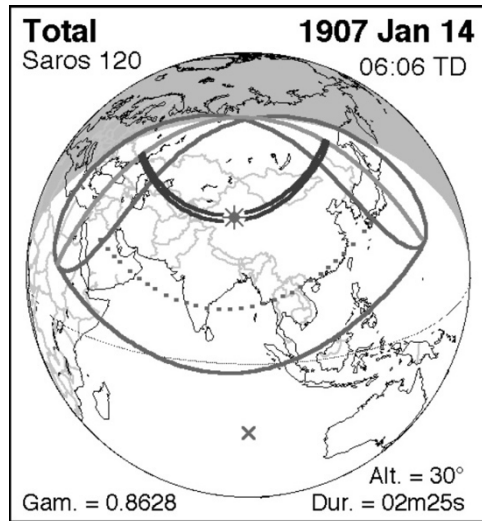 Total 1907 Jan 14
Saros 120 06:06 TD
Alt. = 30°
Gam. = 0.8628 Dur. = 02m25s